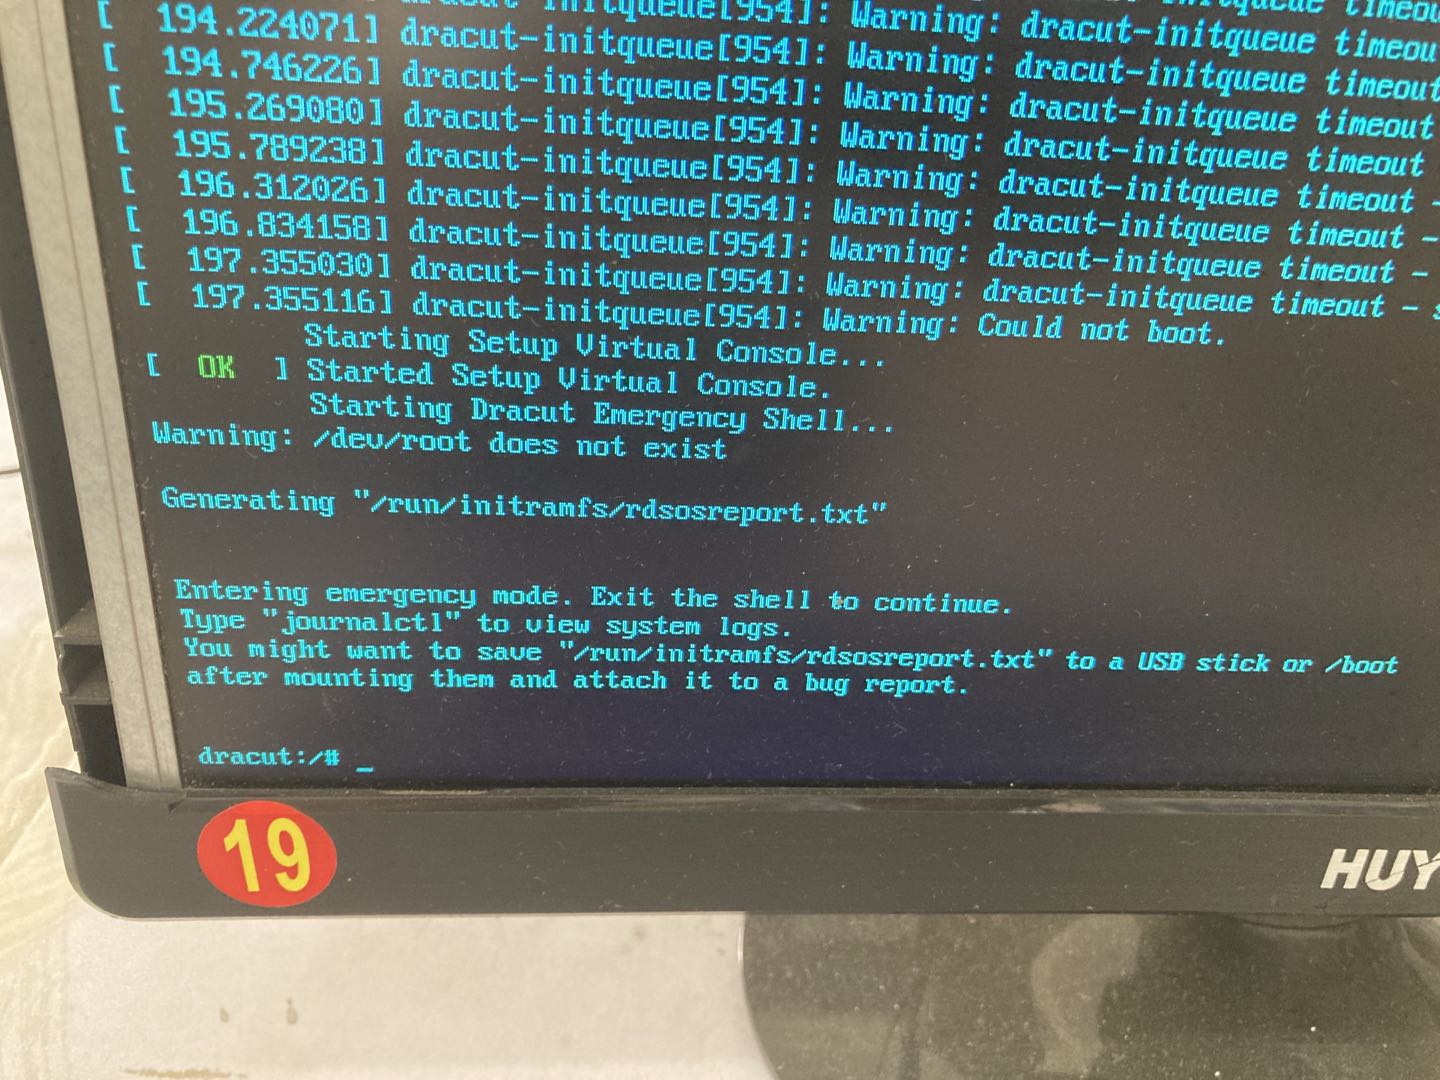 [  194.224071] dracut-initqueue[954]: Warning: dracut-initqueue
[  194.746226] dracut-initqueue[954]: Warning: dracut-initqueue
[  195.269080] dracut-initqueue[954]: Warning: dracut-initqueue timeout
[  195.789238] dracut-initqueue[954]: Warning: dracut-initqueue timeout
[  196.312026] dracut-initqueue[954]: Warning: dracut-initqueue timeout -
[  196.834158] dracut-initqueue[954]: Warning: dracut-initqueue timeout -
[  197.355030] dracut-initqueue[954]: Warning: dracut-initqueue timeout -
[  197.355116] dracut-initqueue[954]: Warning: Could not boot.
Starting Setup Virtual Console...
[  OK  ] Started Setup Virtual Console.
Starting Dracut Emergency Shell...
Warning: /dev/root does not exist
Generating "/run/initramfs/rdsosreport.txt"
Entering emergency mode. Exit the shell to continue.
Type "journalctl" to view system logs.
You might want to save "/run/initramfs/rdsosreport.txt" to a USB stick or /boot
after mounting them and attach it to a bug report.
dracut:/# _
19
HUY